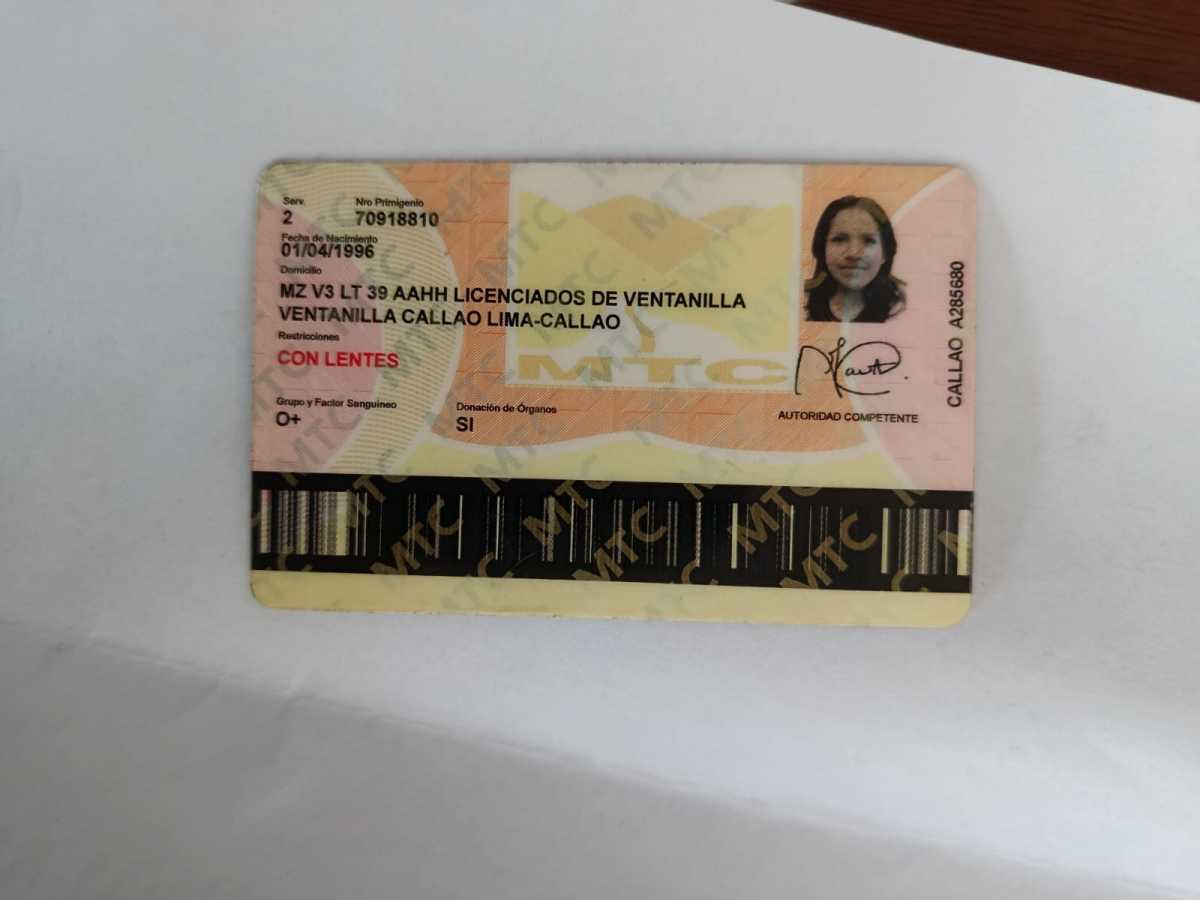 Serv. Nro Primigenio
2 70918810
Fecha de Nacimiento
01/04/1996
Domicilio
MZ V3 LT 39 AAHH LICENCIADOS DE VENTANILLA
VENTANILLA CALLAO LIMA-CALLAO
Restricciones
CON LENTES
Grupo y Factor Sanguineo Donación de Órganos
O+ SI
MTC
AUTORIDAD COMPETENTE
CALLAO A285680